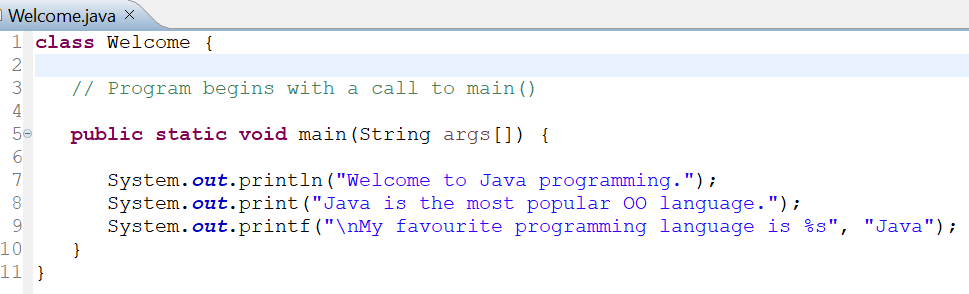 Welcome.java
1 class Welcome {
2
3 // Program begins with a call to main()
4
5 public static void main(String args[]) {
6
7 System.out.println("Welcome to Java programming.");
8 System.out.print("Java is the most popular OO language.");
9 System.out.printf("\nMy favourite programming language is %s", "Java");
10 }
11 }